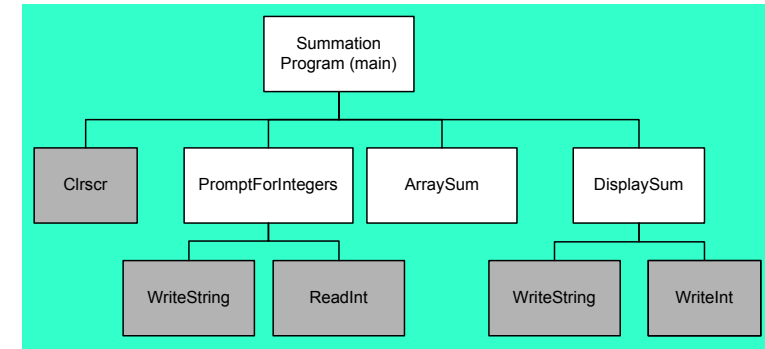 Summation
Program (main)
Clrscr
PromptForIntegers
ArraySum
DisplaySum
WriteString
ReadInt
WriteString
WriteInt